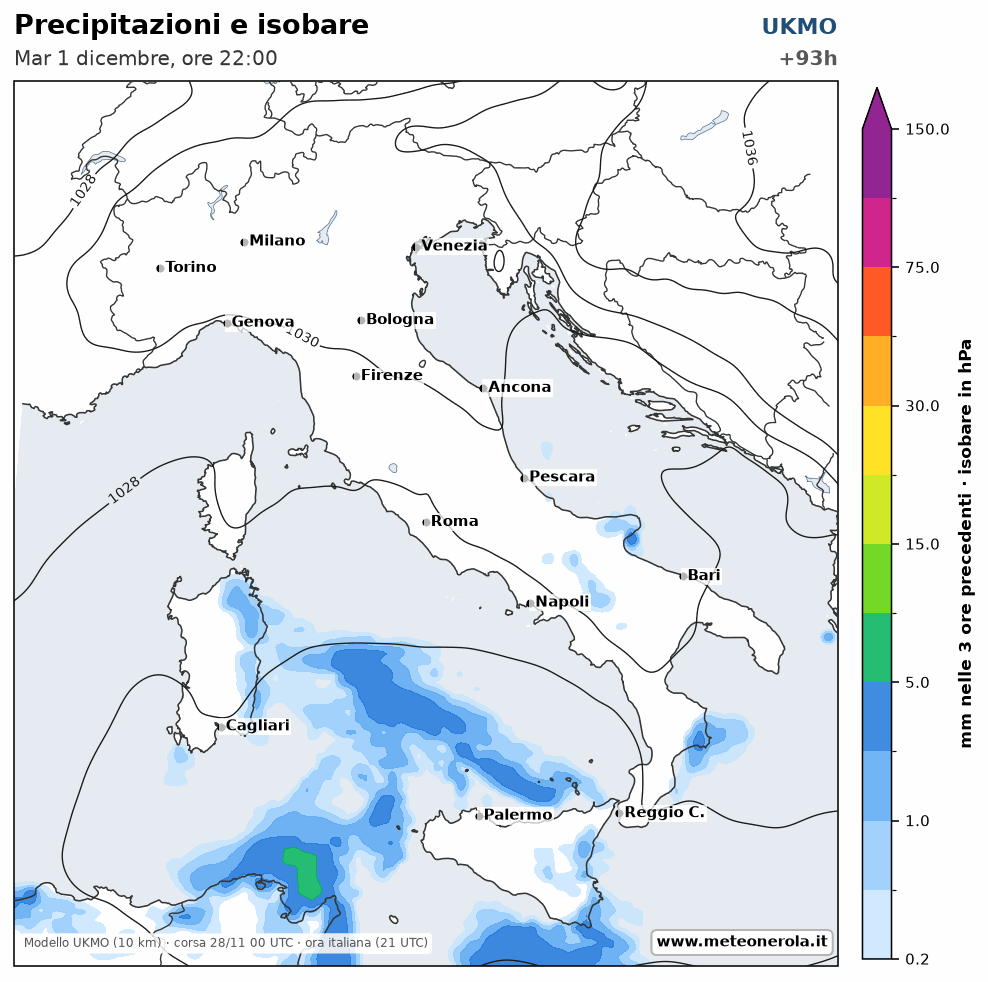 Precipitazioni e isobare
UKMO
Mar 1 dicembre, ore 22:00
+93h
1036
1028
Milano
Venezia
Torino
Genova
Bologna
1030
Firenze
Ancona
1028
Pescara
Roma
Bari
Napoli
Cagliari
Palermo
Reggio C.
Modello UKMO (10 km) · corsa 28/11 00 UTC · ora italiana (21 UTC)
www.meteonerola.it
150.0
75.0
30.0
15.0
5.0
1.0
0.2
mm nelle 3 ore precedenti · isobare in hPa